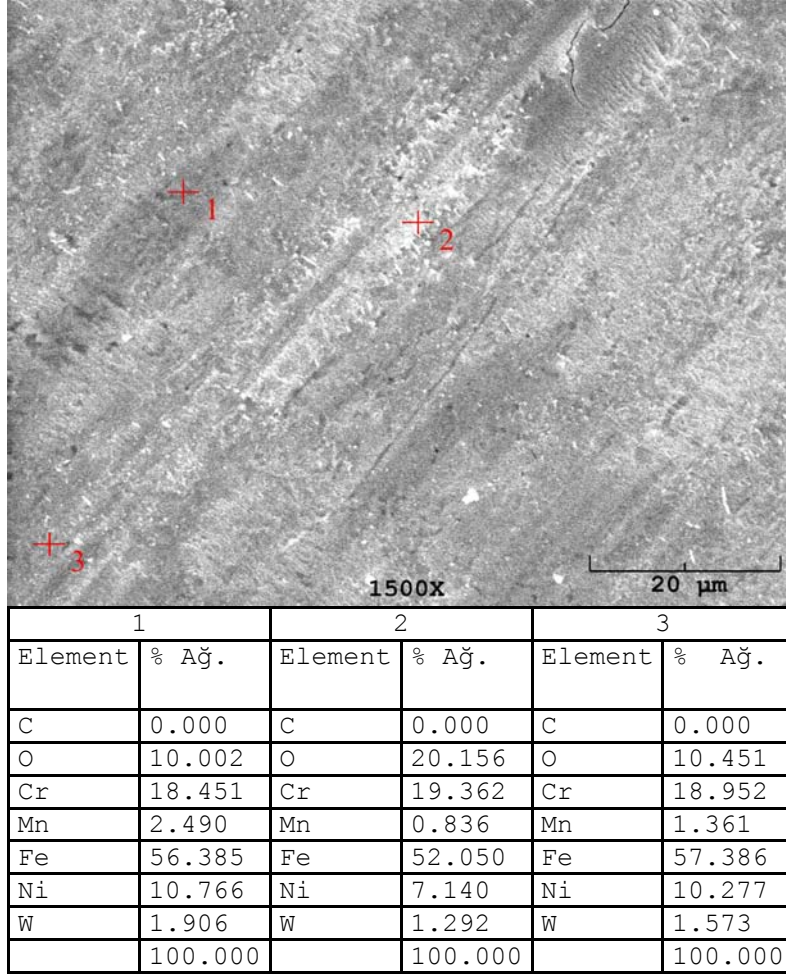 1
2
3
1500X
20 µm
1 2 3
Element % Ağ. Element % Ağ. Element % Ağ.
C 0.000 C 0.000 C 0.000
O 10.002 O 20.156 O 10.451
Cr 18.451 Cr 19.362 Cr 18.952
Mn 2.490 Mn 0.836 Mn 1.361
Fe 56.385 Fe 52.050 Fe 57.386
Ni 10.766 Ni 7.140 Ni 10.277
W 1.906 W 1.292 W 1.573
100.000 100.000 100.000